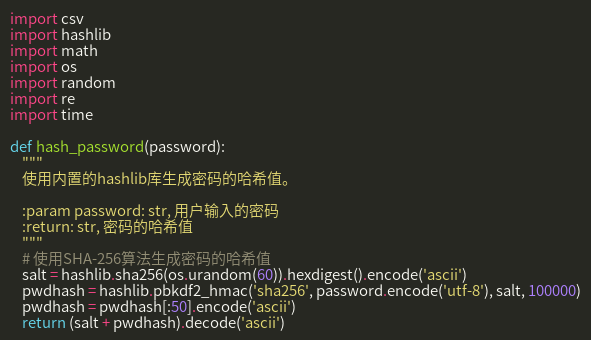 import csv
import hashlib
import math
import os
import random
import re
import time
def hash_password(password):
"""
使用内置的hashlib库生成密码的哈希值。
:param password: str, 用户输入的密码
:return: str, 密码的哈希值
"""
# 使用SHA-256算法生成密码的哈希值
salt = hashlib.sha256(os.urandom(60)).hexdigest().encode('ascii')
pwdhash = hashlib.pbkdf2_hmac('sha256', password.encode('utf-8'), salt, 100000)
pwdhash = pwdhash[:50].encode('ascii')
return (salt + pwdhash).decode('ascii')